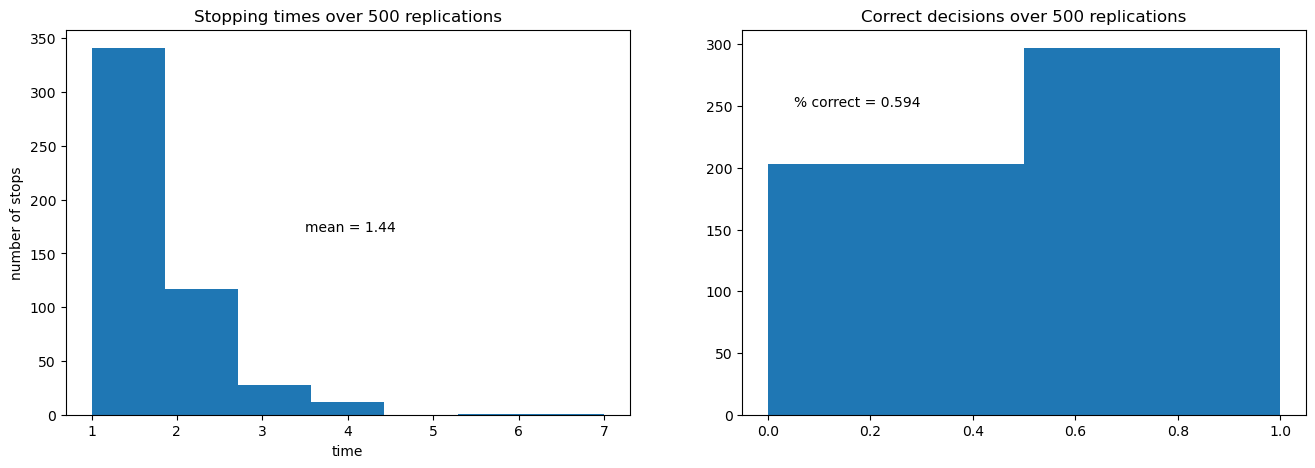 Stopping times over 500 replications
number of stops
350
300
250
200
150
100
50
0
mean = 1.44
1 2 3 4 5 6 7
time
Correct decisions over 500 replications
300
250
200
150
100
50
0
% correct = 0.594
0.0 0.2 0.4 0.6 0.8 1.0